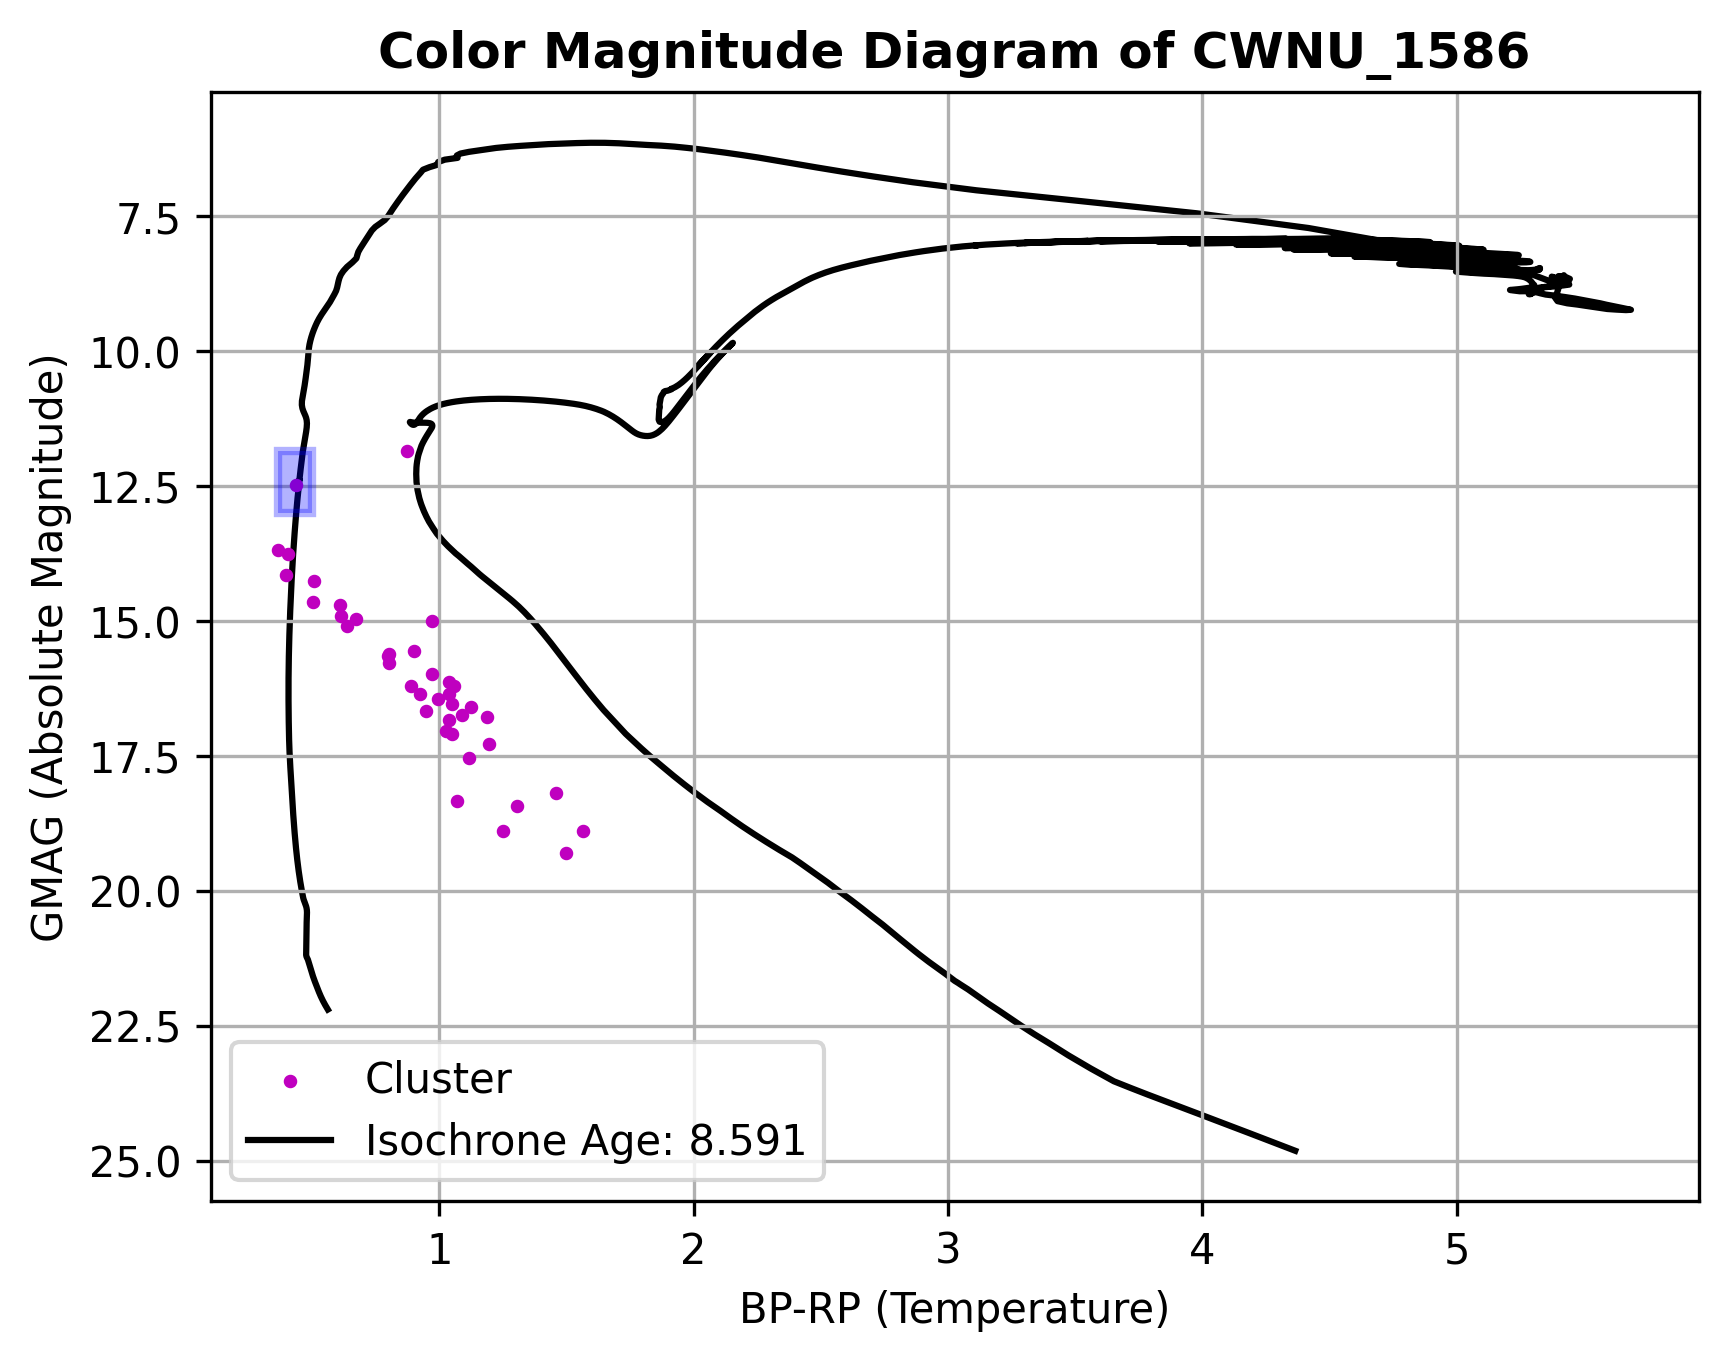 Color Magnitude Diagram of CWNU_1586
GMAG (Absolute Magnitude)
7.5
10.0
12.5
15.0
17.5
20.0
22.5
25.0
Cluster
Isochrone Age: 8.591
1 2 3 4 5
BP-RP (Temperature)